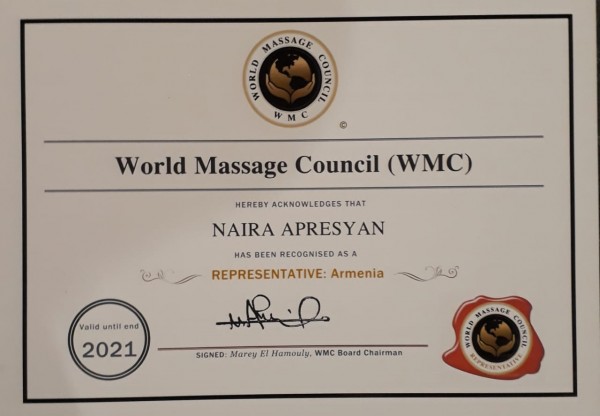 WORLD MASSAGE COUNCIL
WMC
©
World Massage Council (WMC)
HEREBY ACKNOWLEDGES THAT
NAIRA APRESYAN
HAS BEEN RECOGNISED AS A
REPRESENTATIVE: Armenia
Valid until end
2021
SIGNED: Marey El Hamouly, WMC Board Chairman
WORLD MASSAGE COUNCIL
REPRESENTATIVE